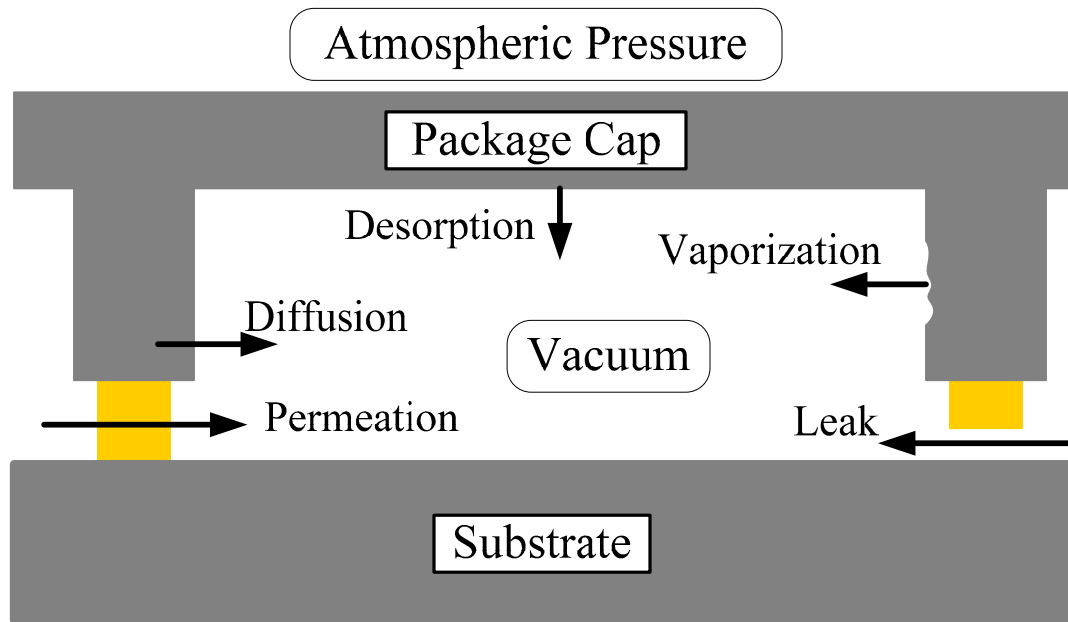 Atmospheric Pressure
Package Cap
Desorption
Vaporization
Diffusion
Vacuum
Permeation
Leak
Substrate